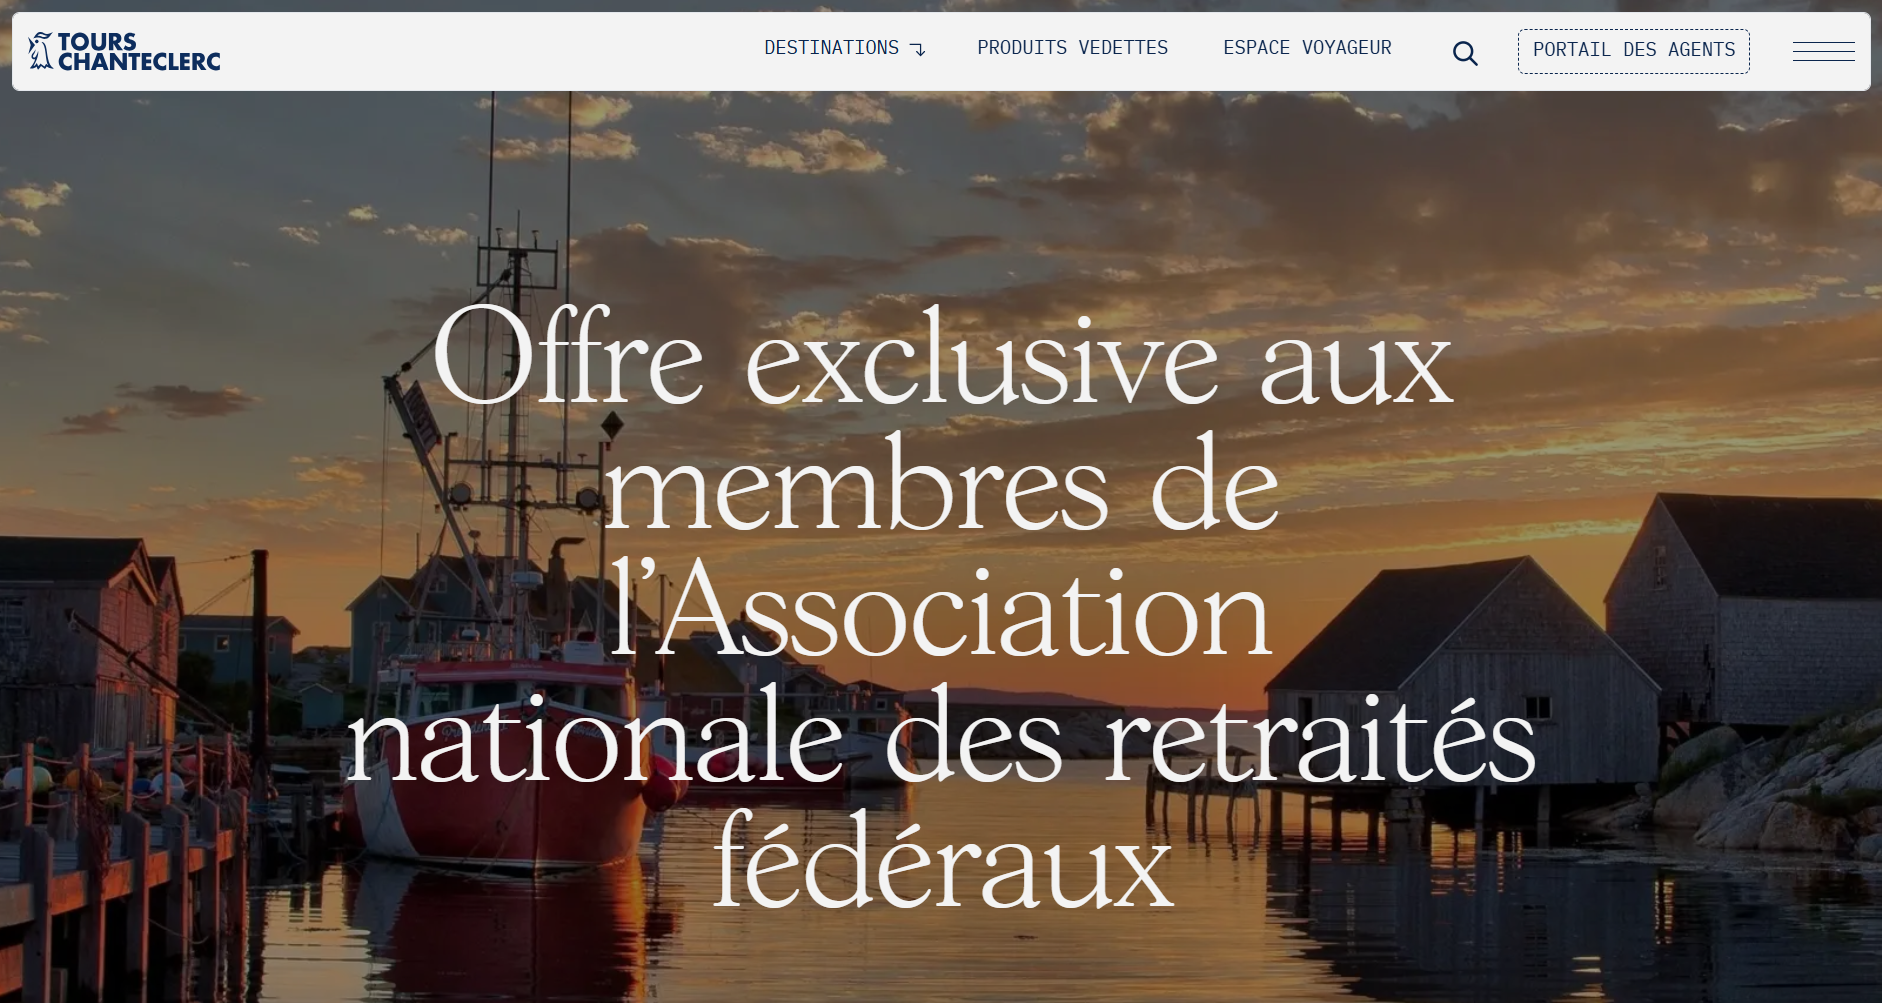 TOURS
CHANTECLERC
DESTINATIONS
PRODUITS VEDETTES
ESPACE VOYAGEUR
PORTAIL DES AGENTS
Offre exclusive aux
membres de
l’Association
nationale des retraités
fédéraux